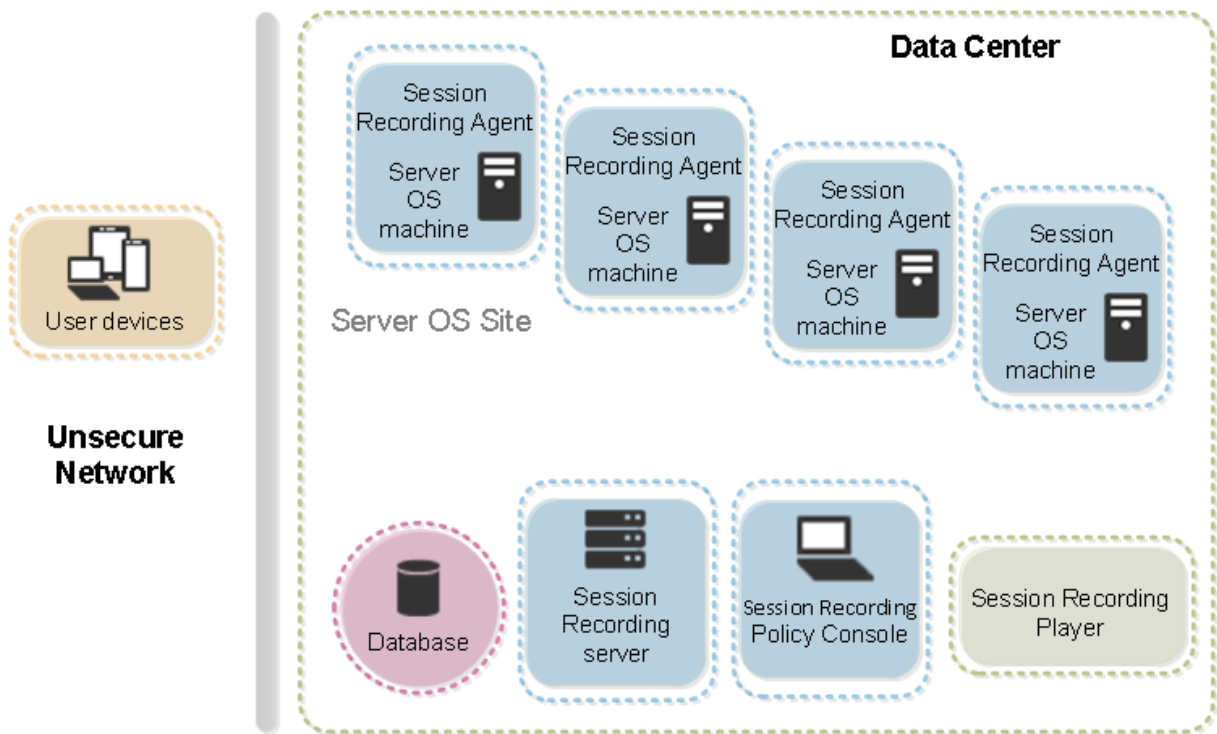 Data Center
Session
Recording Agent
Server
OS
machine
Session
Recording Agent
Server
OS
machine
Session
Recording Agent
Server
OS
machine
Session
Recording Agent
Server
OS
machine
User devices
Server OS Site
Unsecure
Network
Database
Session
Recording
server
Session Recording
Policy Console
Session Recording
Player